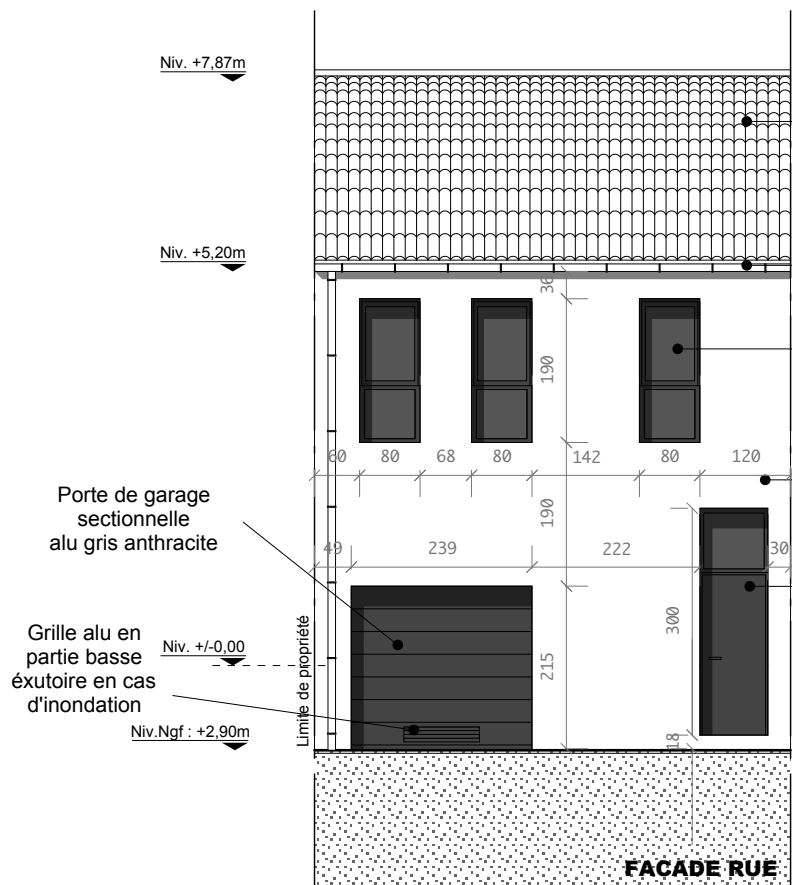 Niv. +7,87m
Niv. +5,20m
36
190
60
80
68
80
142
80
120
Porte de garage
sectionnelle
alu gris anthracite
190
49
239
222
30
300
Grille alu en
partie basse
éxutoire en cas
d'inondation
Niv. +/-0,00
Limite de propriété
215
Niv.Ngf : +2,90m
18
FACADE RUE